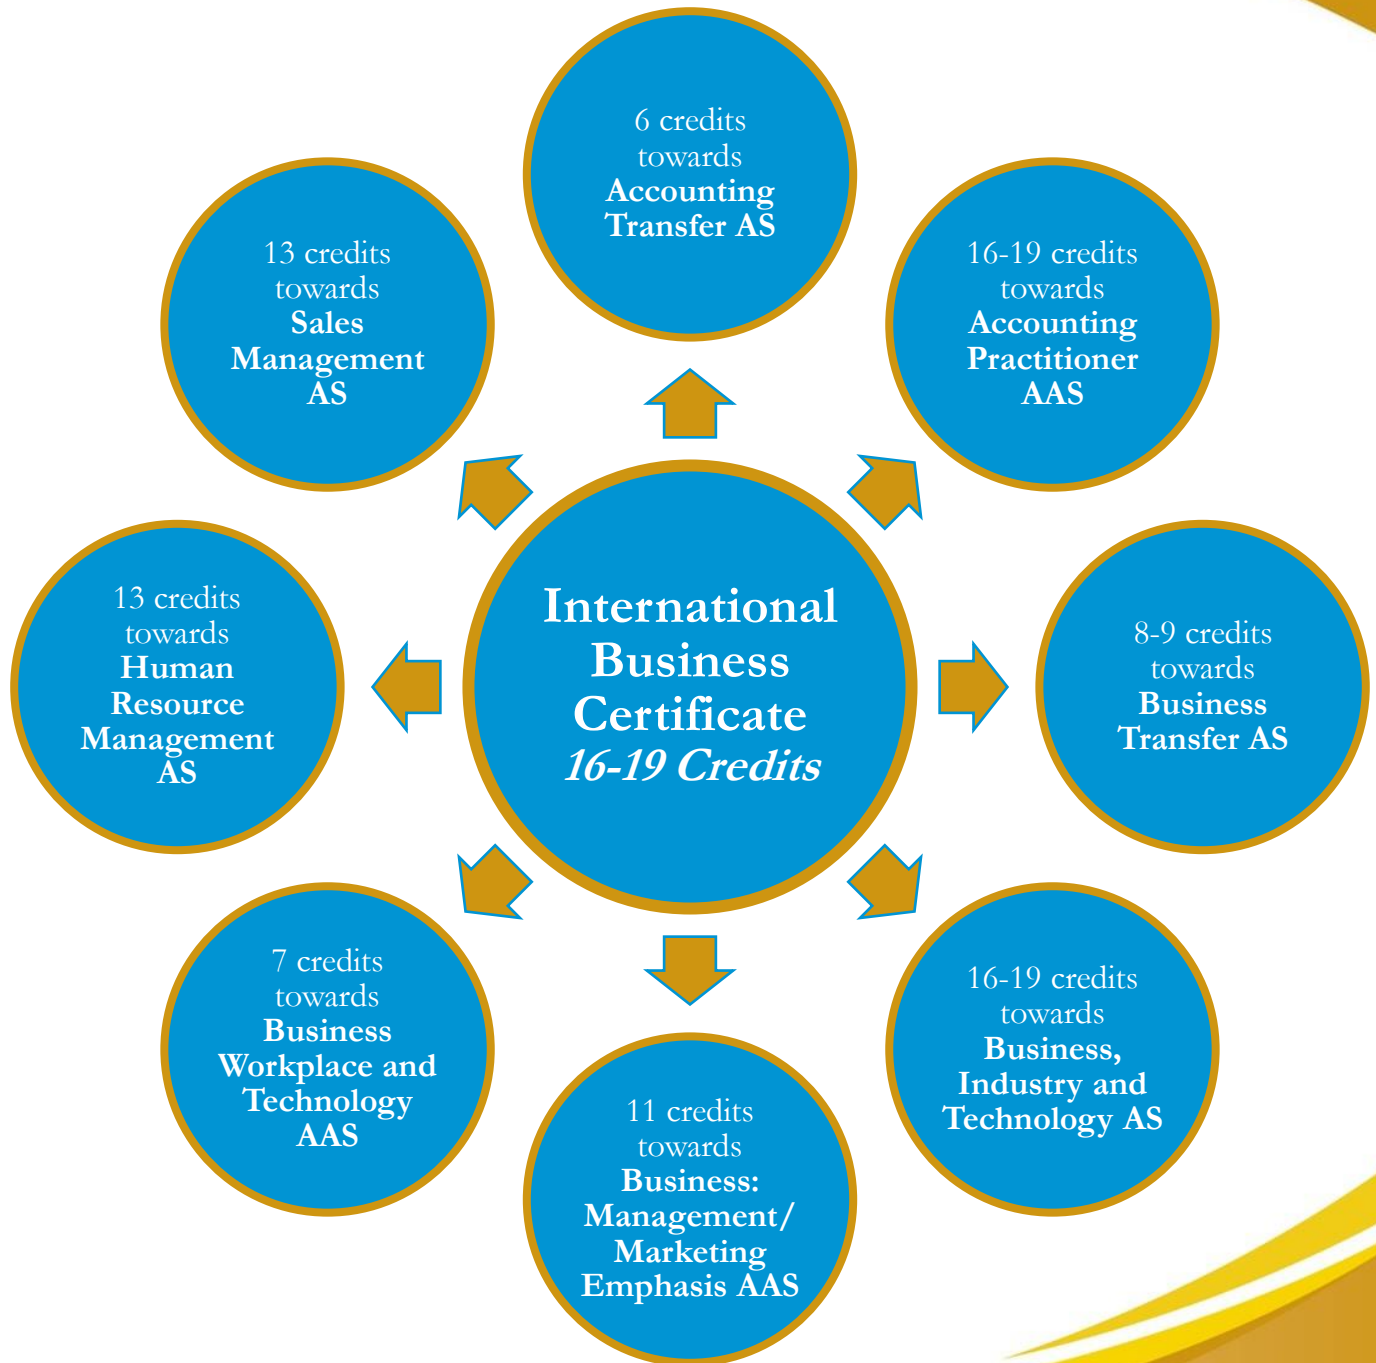 6 credits
towards
Accounting
Transfer AS
16-19 credits
towards
Accounting
Practitioner
AAS
8-9 credits
towards
Business
Transfer AS
16-19 credits
towards
Business,
Industry and
Technology AS
11 credits
towards
Business:
Management/
Marketing
Emphasis AAS
7 credits
towards
Business
Workplace and
Technology
AAS
13 credits
towards
Human
Resource
Management
AS
13 credits
towards
Sales
Management
AS
International
Business
Certificate
16-19 Credits